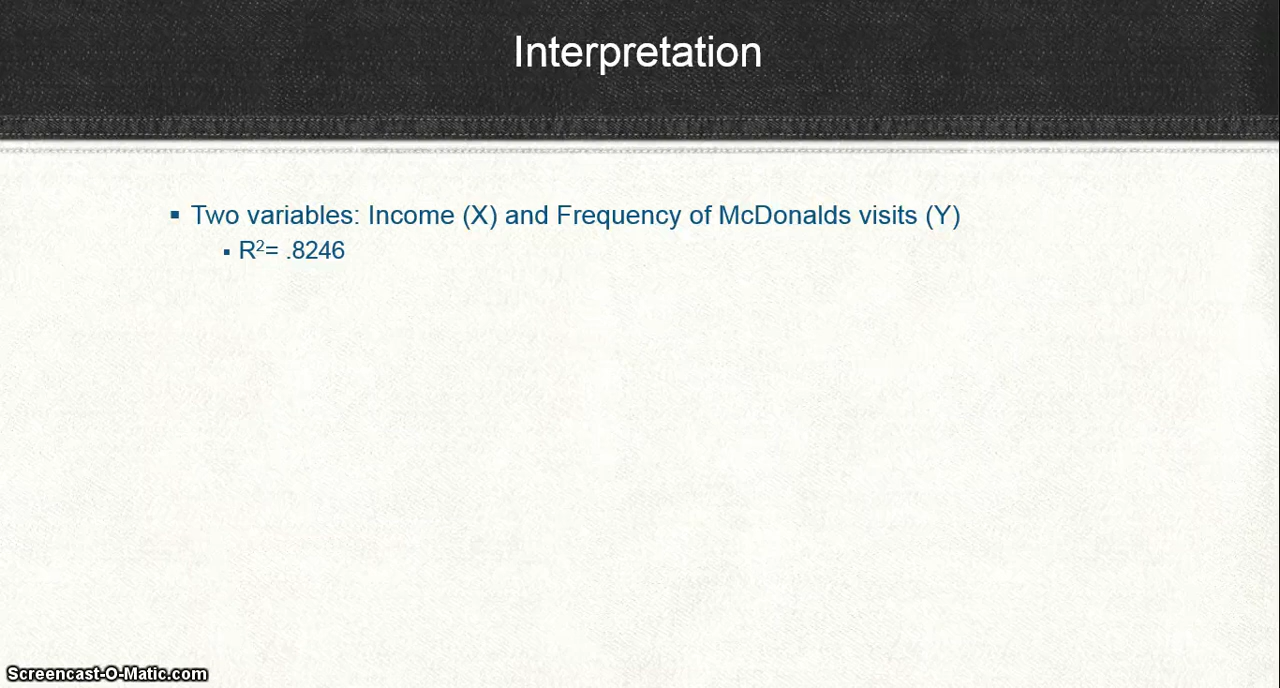 Interpretation
▪ Two variables: Income (X) and Frequency of McDonalds visits (Y)
▪ R²= .8246
Screencast-O-Matic.com